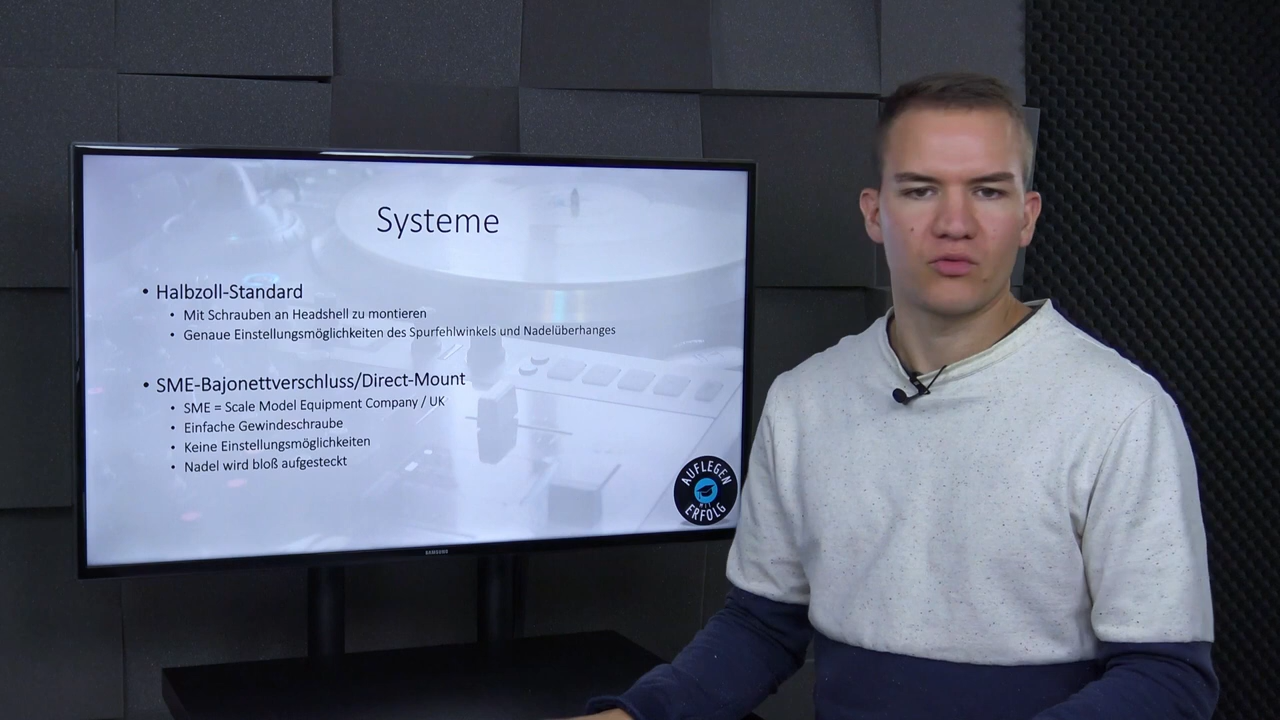 Systeme
• Halbzoll-Standard
• Mit Schrauben an Headshell zu montieren
• Genaue Einstellungsmöglichkeiten des Spurfehlwinkels und Nadelüberhanges
• SME-Bajonettverschluss/Direct-Mount
• SME = Scale Model Equipment Company / UK
• Einfache Gewindeschraube
• Keine Einstellungsmöglichkeiten
• Nadel wird bloß aufgesteckt
AUFLEGEN
MIT
ERFOLG
SAMSUNG